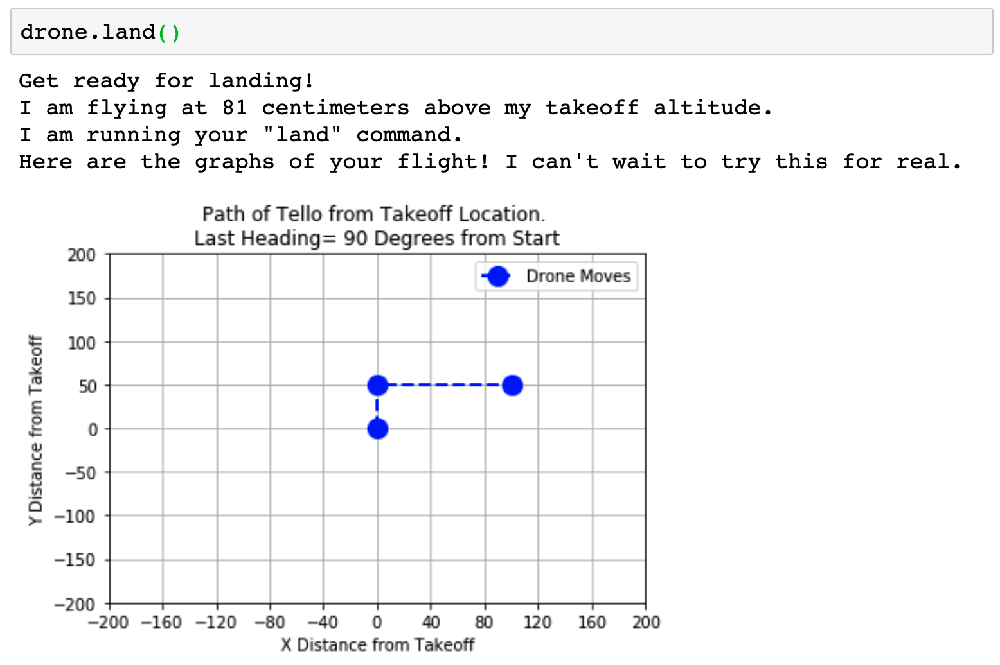 drone.land()
Get ready for landing!
I am flying at 81 centimeters above my takeoff altitude.
I am running your "land" command.
Here are the graphs of your flight! I can't wait to try this for real.
Path of Tello from Takeoff Location.
Last Heading= 90 Degrees from Start
Drone Moves
200
150
100
50
0
−50
−100
−150
−200
Y Distance from Takeoff
−200 −160 −120 −80 −40 0 40 80 120 160 200
X Distance from Takeoff